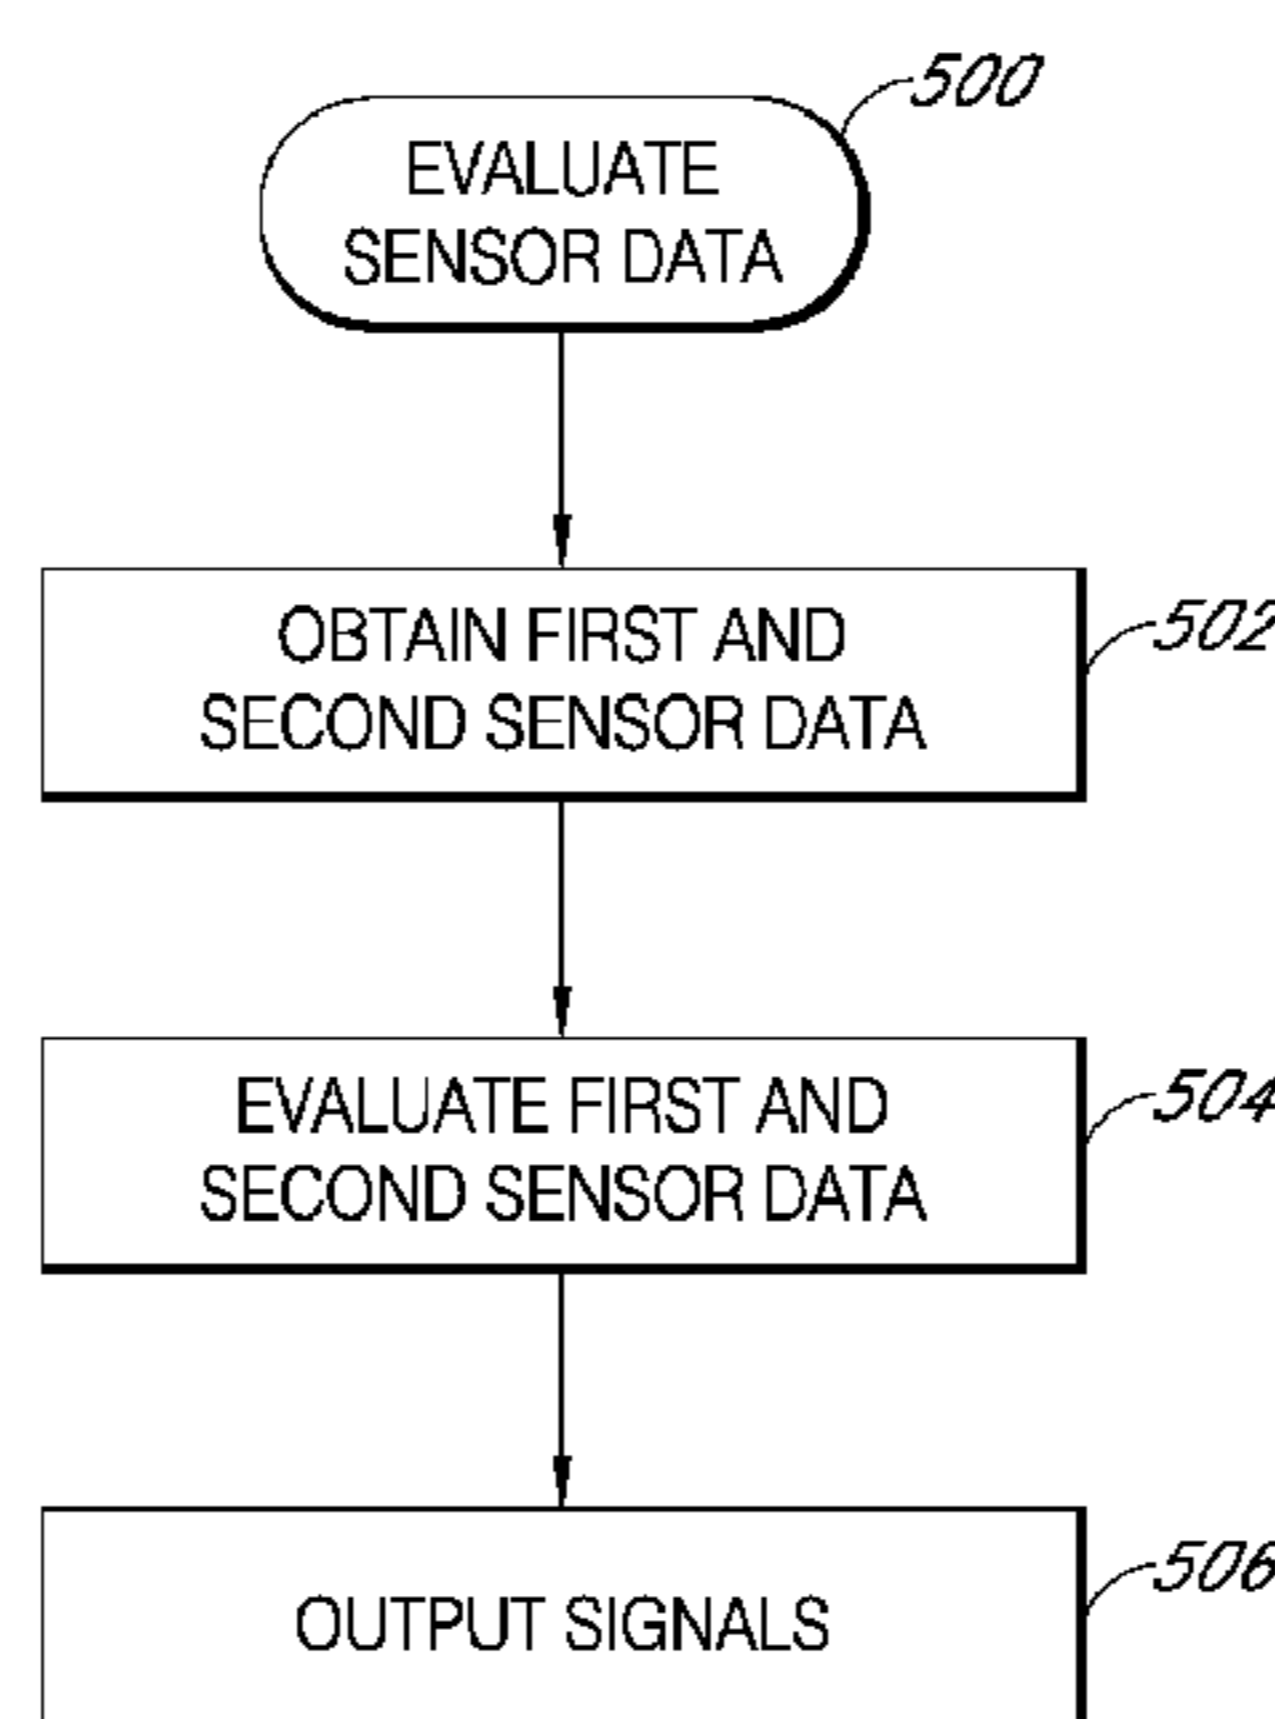 500
EVALUATE
SENSOR DATA
OBTAIN FIRST AND
SECOND SENSOR DATA
502
EVALUATE FIRST AND
SECOND SENSOR DATA
504
OUTPUT SIGNALS
506